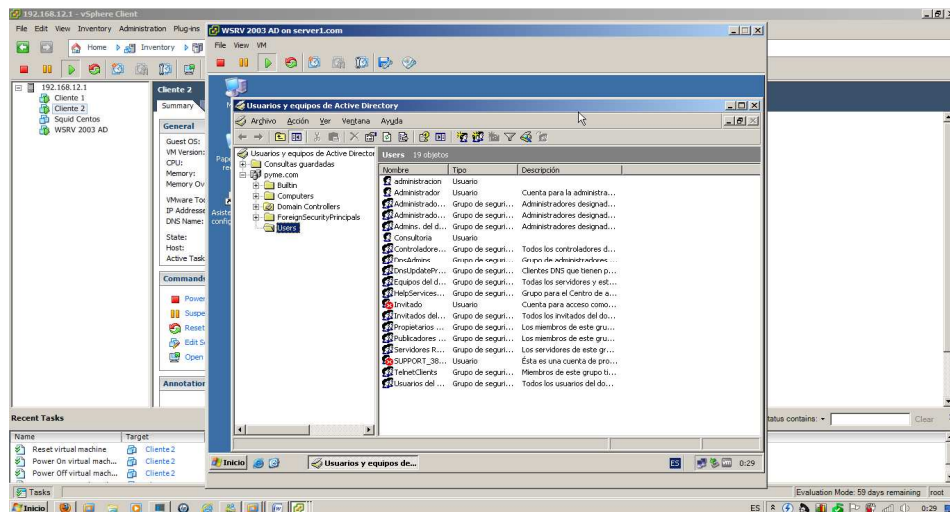 192.168.12.1 - vSphere Client
File Edit View Inventory Administration Plug-ins
Home Inventory
192.168.12.1
Cliente 1
Cliente 2
Squid Centos
WSRV 2003 AD
Cliente 2
Summary
General
Guest OS:
VM Version:
CPU:
Memory:
Memory Ov
VMware Too
IP Addresse
DNS Name:
State:
Host:
Active Task
Commands
Power
Suspe
Reset
Edit S
Open
Annotation
WSRV 2003 AD on server1.com
File View VM
Usuarios y equipos de Active Directory
Archivo Acción Ver Ventana Ayuda
Usuarios y equipos de Active Director
Consultas guardadas
pyme.com
Builtin
Computers
Domain Controllers
ForeignSecurityPrincipals
Users
Users 19 objetos
Nombre Tipo Descripción
administracion Usuario
Administrador Usuario Cuenta para la administra...
Administrado... Grupo de seguri... Administradores designad...
Administrado... Grupo de seguri... Administradores designad...
Admins. del d... Grupo de seguri... Administradores designad...
Consultoria Usuario
Controladore... Grupo de seguri... Todos los controladores d...
DnsAdmins Grupo de seguri... Grupo de administradores ...
DnsUpdatePr... Grupo de seguri... Clientes DNS que tienen p...
Equipos del d... Grupo de seguri... Todas los servidores y est...
HelpServices... Grupo de seguri... Grupo para el Centro de a...
Invitado Usuario Cuenta para acceso como...
Invitados del... Grupo de seguri... Todos los invitados del do...
Propietarios ... Grupo de seguri... Los miembros de este gru...
Publicadores ... Grupo de seguri... Los miembros de este gru...
Servidores R... Grupo de seguri... Los servidores de este gr...
SUPPORT_38... Usuario Ésta es una cuenta de pro...
TelnetClients Grupo de seguri... Miembros de este grupo ti...
Usuarios del ... Grupo de seguri... Todos los usuarios del do...
Inicio Usuarios y equipos de... ES 0:29
Recent Tasks
tatus contains: Clear
Name Target
Reset virtual machine Cliente 2
Power On virtual mach... Cliente 2
Power Off virtual mach... Cliente 2
Tasks Evaluation Mode: 59 days remaining root
Inicio ES 0:29